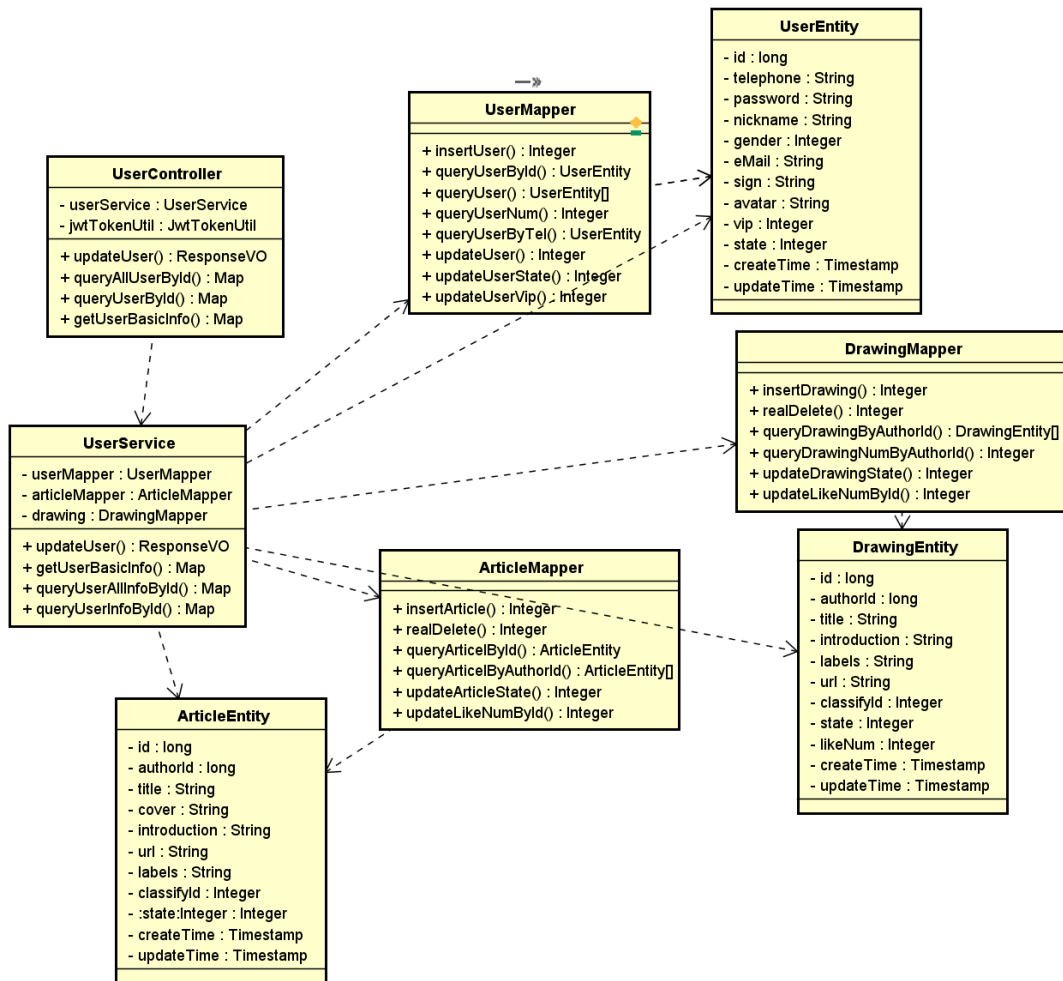 UserEntity
- id : long
- telephone : String
- password : String
- nickname : String
- gender : Integer
- eMail : String
- sign : String
- avatar : String
- vip : Integer
- state : Integer
- createTime : Timestamp
- updateTime : Timestamp
UserMapper
+ insertUser() : Integer
+ queryUserById() : UserEntity
+ queryUser() : UserEntity[]
+ queryUserNum() : Integer
+ queryUserByTel() : UserEntity
+ updateUser() : Integer
+ updateUserState() : Integer
+ updateUserVip() : Integer
UserController
- userService : UserService
- jwtTokenUtil : JwtTokenUtil
+ updateUser() : ResponseVO
+ queryAllUserById() : Map
+ queryUserById() : Map
+ getUserBasicInfo() : Map
DrawingMapper
+ insertDrawing() : Integer
+ realDelete() : Integer
+ queryDrawingByAuthorId() : DrawingEntity[]
+ queryDrawingNumByAuthorId() : Integer
+ updateDrawingState() : Integer
+ updateLikeNumById() : Integer
UserService
- userMapper : UserMapper
- articleMapper : ArticleMapper
- drawing : DrawingMapper
+ updateUser() : ResponseVO
+ getUserBasicInfo() : Map
+ queryUserAllInfoById() : Map
+ queryUserInfoById() : Map
DrawingEntity
- id : long
- authorId : long
- title : String
- introduction : String
- labels : String
- url : String
- classifyId : Integer
- state : Integer
- likeNum : Integer
- createTime : Timestamp
- updateTime : Timestamp
ArticleMapper
+ insertArticle() : Integer
+ realDelete() : Integer
+ queryArticelById() : ArticleEntity
+ queryArticelByAuthorId() : ArticleEntity[]
+ updateArticleState() : Integer
+ updateLikeNumById() : Integer
ArticleEntity
- id : long
- authorId : long
- title : String
- cover : String
- introduction : String
- url : String
- labels : String
- classifyId : Integer
- :state:Integer : Integer
- createTime : Timestamp
- updateTime : Timestamp